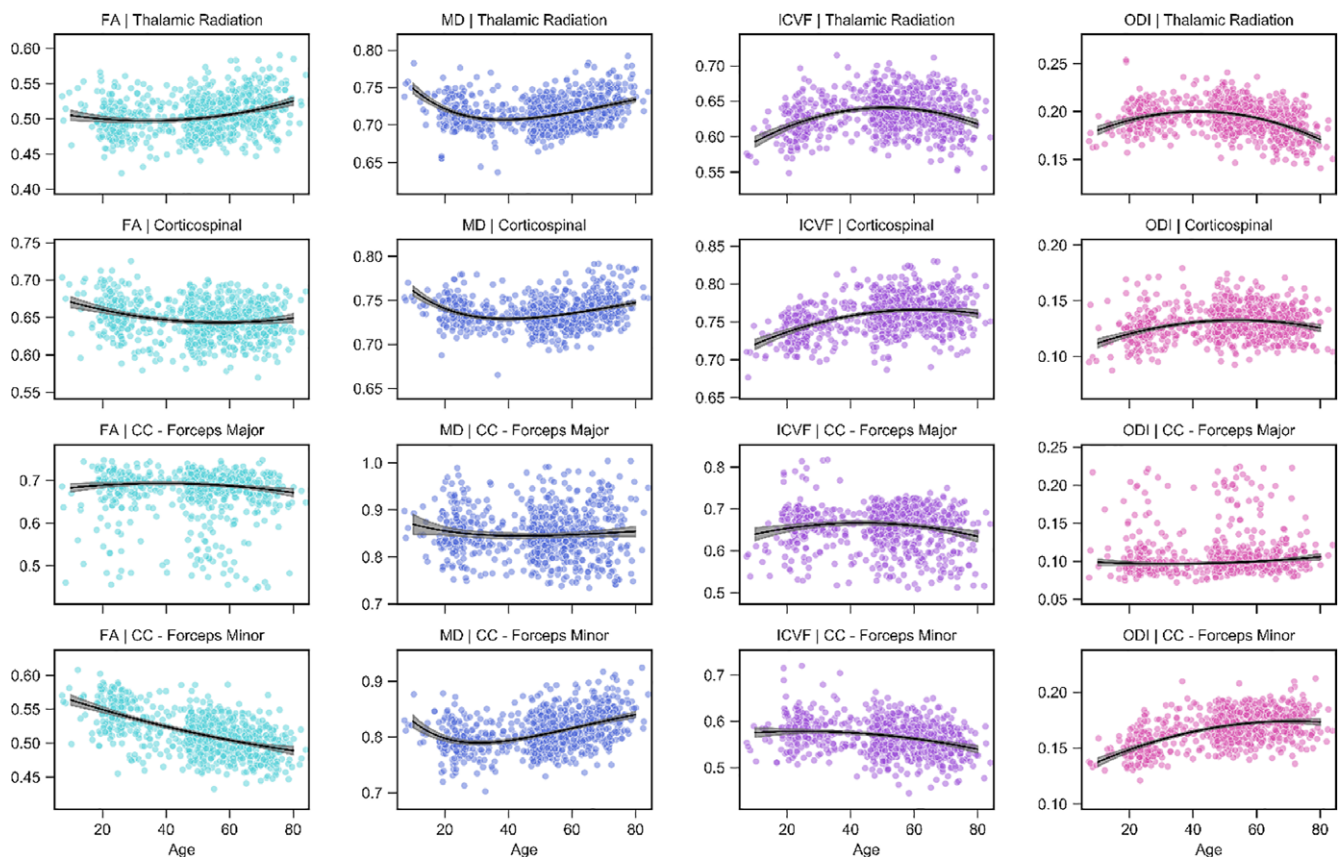 FA | Thalamic Radiation
MD | Thalamic Radiation
ICVF | Thalamic Radiation
ODI | Thalamic Radiation
0.60
0.55
0.50
0.45
0.40
0.80
0.75
0.70
0.65
0.70
0.65
0.60
0.55
0.25
0.20
0.15
FA | Corticospinal
MD | Corticospinal
ICVF | Corticospinal
ODI | Corticospinal
0.75
0.70
0.65
0.60
0.55
0.80
0.75
0.70
0.65
0.85
0.80
0.75
0.70
0.65
0.20
0.15
0.10
FA | CC - Forceps Major
MD | CC - Forceps Major
ICVF | CC - Forceps Major
ODI | CC - Forceps Major
0.7
0.6
0.5
1.0
0.9
0.8
0.7
0.8
0.7
0.6
0.5
0.25
0.20
0.15
0.10
0.05
FA | CC - Forceps Minor
MD | CC - Forceps Minor
ICVF | CC - Forceps Minor
ODI | CC - Forceps Minor
0.60
0.55
0.50
0.45
0.9
0.8
0.7
0.7
0.6
0.5
0.20
0.15
0.10
20 40 60 80
20 40 60 80
20 40 60 80
20 40 60 80
Age
Age
Age
Age